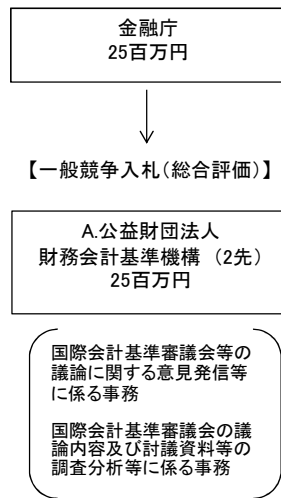 金融庁
25百万円
【一般競争入札(総合評価)】
A.公益財団法人
財務会計基準機構 (2先)
25百万円
国際会計基準審議会等の
議論に関する意見発信等
に係る事務
国際会計基準審議会の議
論内容及び討議資料等の
調査分析等に係る事務